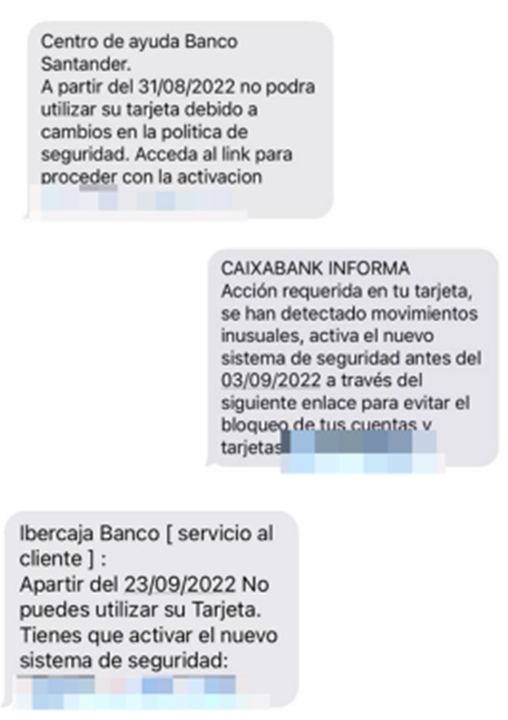 Centro de ayuda Banco
Santander.
A partir del 31/08/2022 no podra
utilizar su tarjeta debido a
cambios en la politica de
seguridad. Acceda al link para
proceder con la activacion
CAIXABANK INFORMA
Acción requerida en tu tarjeta,
se han detectado movimientos
inusuales, activa el nuevo
sistema de seguridad antes del
03/09/2022 a través del
siguiente enlace para evitar el
bloqueo de tus cuentas y
tarjetas
Ibercaja Banco [ servicio al
cliente ] :
Apartir del 23/09/2022 No
puedes utilizar su Tarjeta.
Tienes que activar el nuevo
sistema de seguridad: